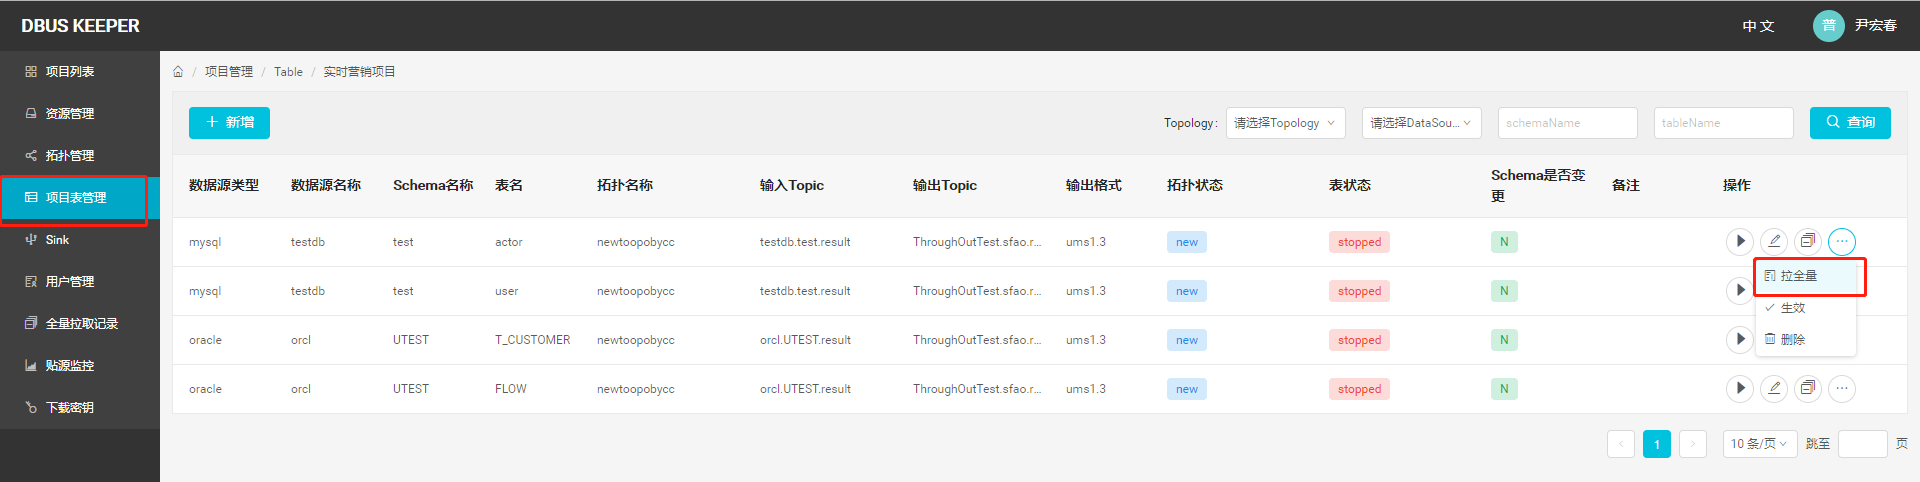 DBUS KEEPER
中 文
普 尹宏春
项目列表
资源管理
拓扑管理
项目表管理
Sink
用户管理
全量拉取记录
贴源监控
下载密钥
/ 项目管理 / Table / 实时营销项目
新增
Topology: 请选择Topology 请选择DataSou... schemaName tableName 查询
数据源类型 数据源名称 Schema名称 表名 拓扑名称 输入Topic 输出Topic 输出格式 拓扑状态 表状态 Schema是否变更 备注 操作
mysql testdb test actor newtoopobycc testdb.test.result ThroughOutTest.sfao.r... ums1.3 new stopped N
mysql testdb test user newtoopobycc testdb.test.result ThroughOutTest.sfao.r... ums1.3 new stopped N
oracle orcl UTEST T_CUSTOMER newtoopobycc orcl.UTEST.result ThroughOutTest.sfao.r... ums1.3 new stopped N
oracle orcl UTEST FLOW newtoopobycc orcl.UTEST.result ThroughOutTest.sfao.r... ums1.3 new stopped N
拉全量
生效
删除
< 1 > 10 条/页 跳至 页